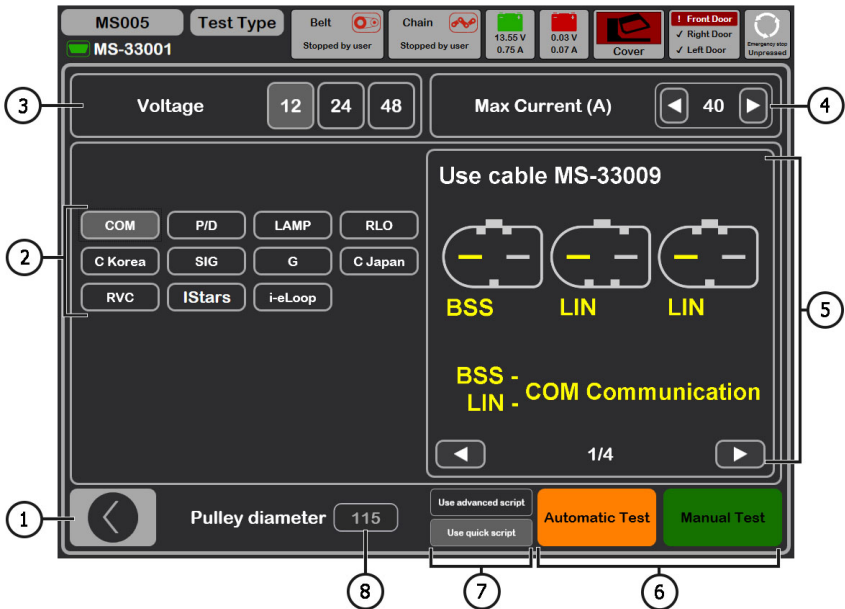 MS005
Test Type
MS-33001
Belt
Stopped by user
Chain
Stopped by user
13.55 V
0.75 A
0.03 V
0.07 A
Cover
! Front Door
✓ Right Door
✓ Left Door
Emergency stop
Unpressed
3
Voltage
12
24
48
Max Current (A)
40
4
2
COM
P/D
LAMP
RLO
C Korea
SIG
G
C Japan
RVC
IStars
i-eLoop
Use cable MS-33009
BSS
LIN
LIN
BSS -
LIN -
COM Communication
1/4
5
1
Pulley diameter
115
Use advanced script
Use quick script
Automatic Test
Manual Test
8
7
6